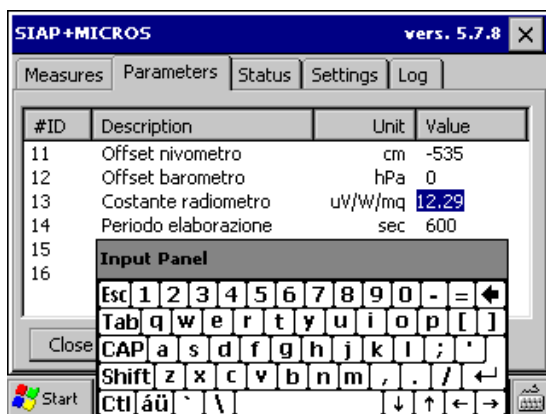 SIAP+MICROS vers. 5.7.8
Measures Parameters Status Settings Log
#ID Description Unit Value
11 Offset nivometro cm -535
12 Offset barometro hPa 0
13 Costante radiometro uV/W/mq 12.29
14 Periodo elaborazione sec 600
15
16
Input Panel
Esc 1 2 3 4 5 6 7 8 9 0 - =
Tab q w e r t y u i o p [ ]
Close CAP a s d f g h j k l ; '
Shift z x c v b n m , . /
Start Ctl áü ` \